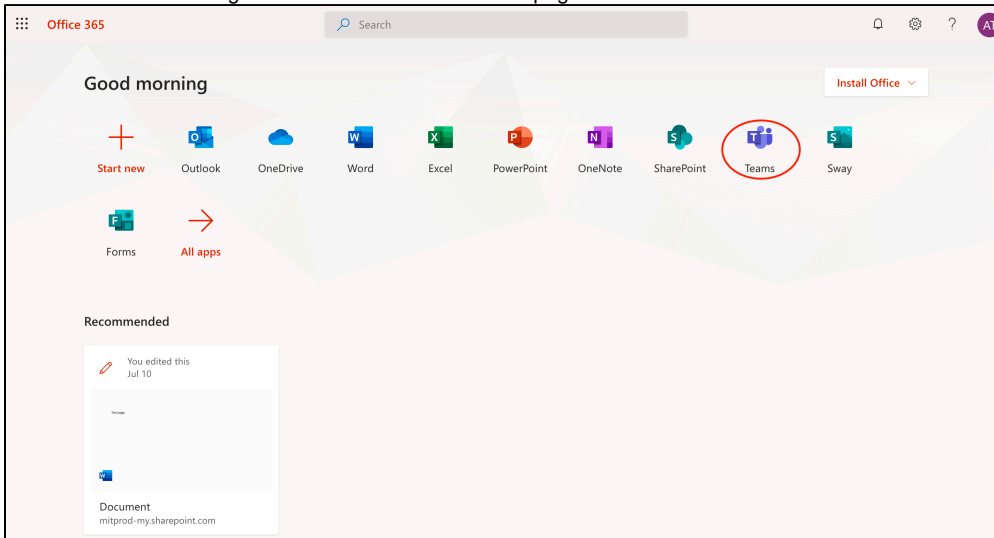 Office 365
Search
?
AT
Good morning
Install Office
Start new
Outlook
OneDrive
Word
Excel
PowerPoint
OneNote
SharePoint
Teams
Sway
Forms
All apps
Recommended
You edited this
Jul 10
Document
mitprod-my.sharepoint.com